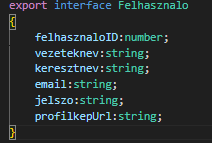 export interface Felhasznalo
{
felhasznaloID:number;
vezeteknev:string;
keresztnev:string;
email:string;
jelszo:string;
profilkepUrl:string;
}